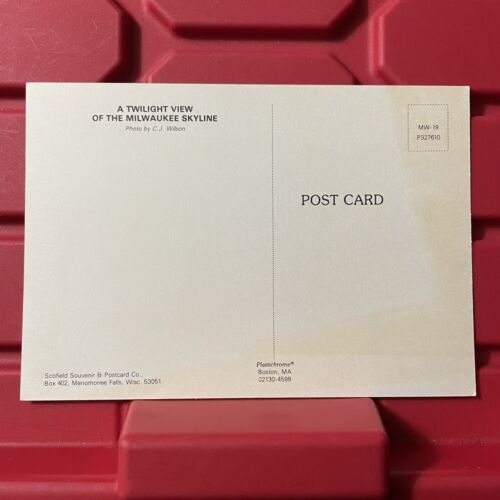 A TWILIGHT VIEW
OF THE MILWAUKEE SKYLINE
Photo by C.J. Wilson
MW-19
P327610
POST CARD
Scofield Souvenir & Postcard Co.,
Box 402, Menomonee Falls, Wisc. 53051
Plastichrome®
Boston, MA
02130-4598